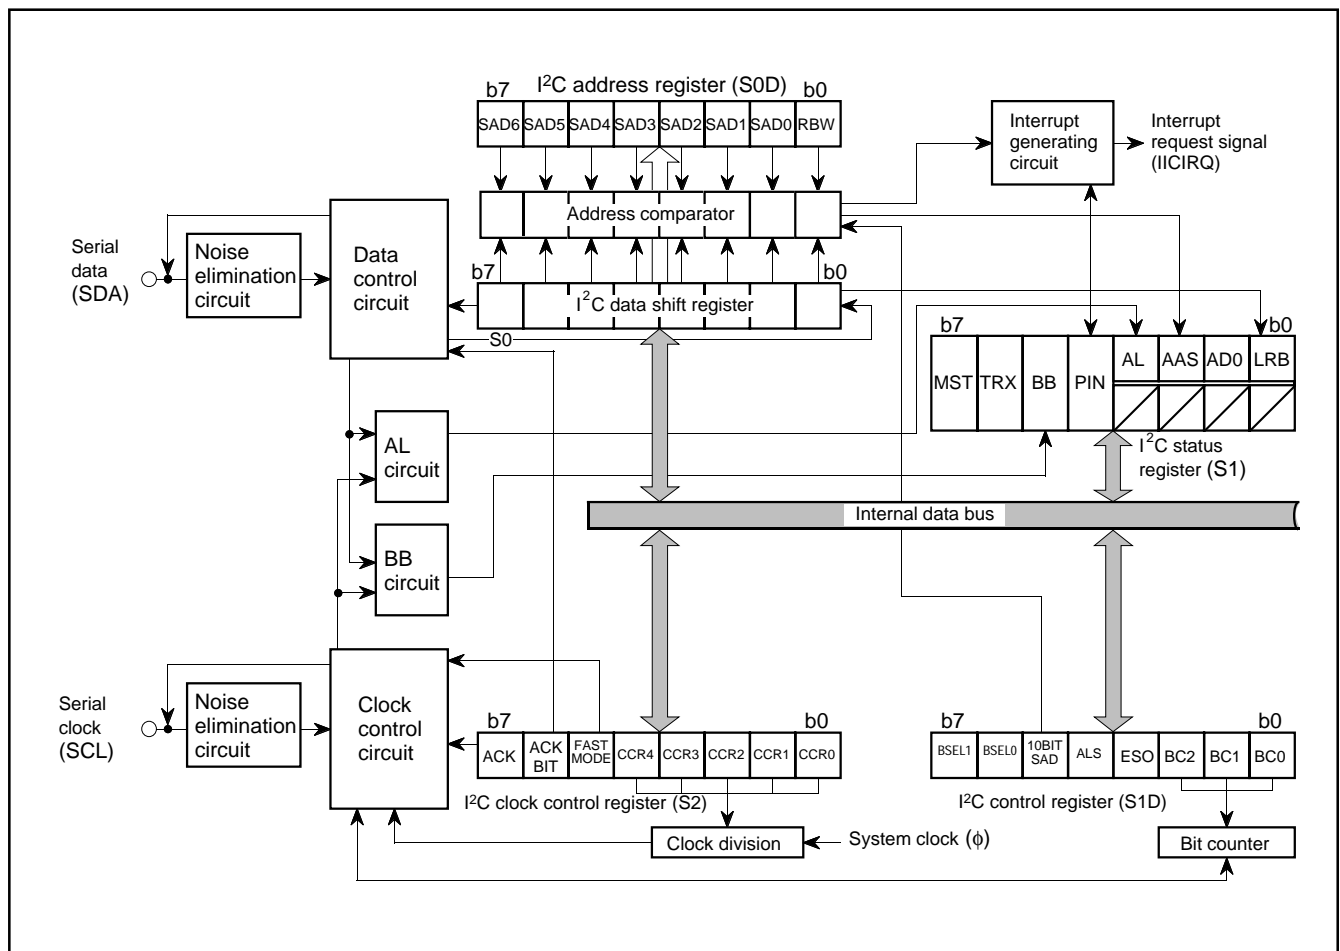 I²C address register (S0D)
b7 b0
SAD6 SAD5 SAD4 SAD3 SAD2 SAD1 SAD0 RBW
Interrupt
generating
circuit
Interrupt
request signal
(IICIRQ)
Address comparator
Serial
data
(SDA)
Noise
elimination
circuit
Data
control
circuit
b7 b0
I²C data shift register
S0
b7 b0
MST TRX BB PIN AL AAS AD0 LRB
I²C status
register (S1)
AL
circuit
Internal data bus
BB
circuit
Serial
clock
(SCL)
Noise
elimination
circuit
Clock
control
circuit
b7 b0
ACK ACK BIT FAST MODE CCR4 CCR3 CCR2 CCR1 CCR0
I²C clock control register (S2)
Clock division
System clock (ϕ)
b7 b0
BSEL1 BSEL0 10BIT SAD ALS ESO BC2 BC1 BC0
I²C control register (S1D)
Bit counter